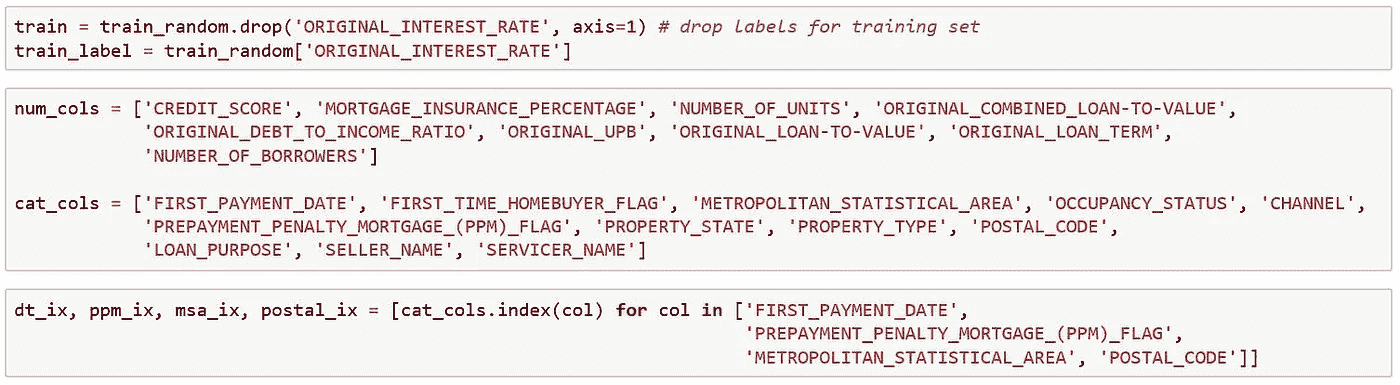 train = train_random.drop('ORIGINAL_INTEREST_RATE', axis=1) # drop labels for training set
train_label = train_random['ORIGINAL_INTEREST_RATE']
num_cols = ['CREDIT_SCORE', 'MORTGAGE_INSURANCE_PERCENTAGE', 'NUMBER_OF_UNITS', 'ORIGINAL_COMBINED_LOAN-TO-VALUE',
'ORIGINAL_DEBT_TO_INCOME_RATIO', 'ORIGINAL_UPB', 'ORIGINAL_LOAN-TO-VALUE', 'ORIGINAL_LOAN_TERM',
'NUMBER_OF_BORROWERS']
cat_cols = ['FIRST_PAYMENT_DATE', 'FIRST_TIME_HOMEBUYER_FLAG', 'METROPOLITAN_STATISTICAL_AREA', 'OCCUPANCY_STATUS', 'CHANNEL',
'PREPAYMENT_PENALTY_MORTGAGE_(PPM)_FLAG', 'PROPERTY_STATE', 'PROPERTY_TYPE', 'POSTAL_CODE',
'LOAN_PURPOSE', 'SELLER_NAME', 'SERVICER_NAME']
dt_ix, ppm_ix, msa_ix, postal_ix = [cat_cols.index(col) for col in ['FIRST_PAYMENT_DATE',
'PREPAYMENT_PENALTY_MORTGAGE_(PPM)_FLAG',
'METROPOLITAN_STATISTICAL_AREA', 'POSTAL_CODE']]